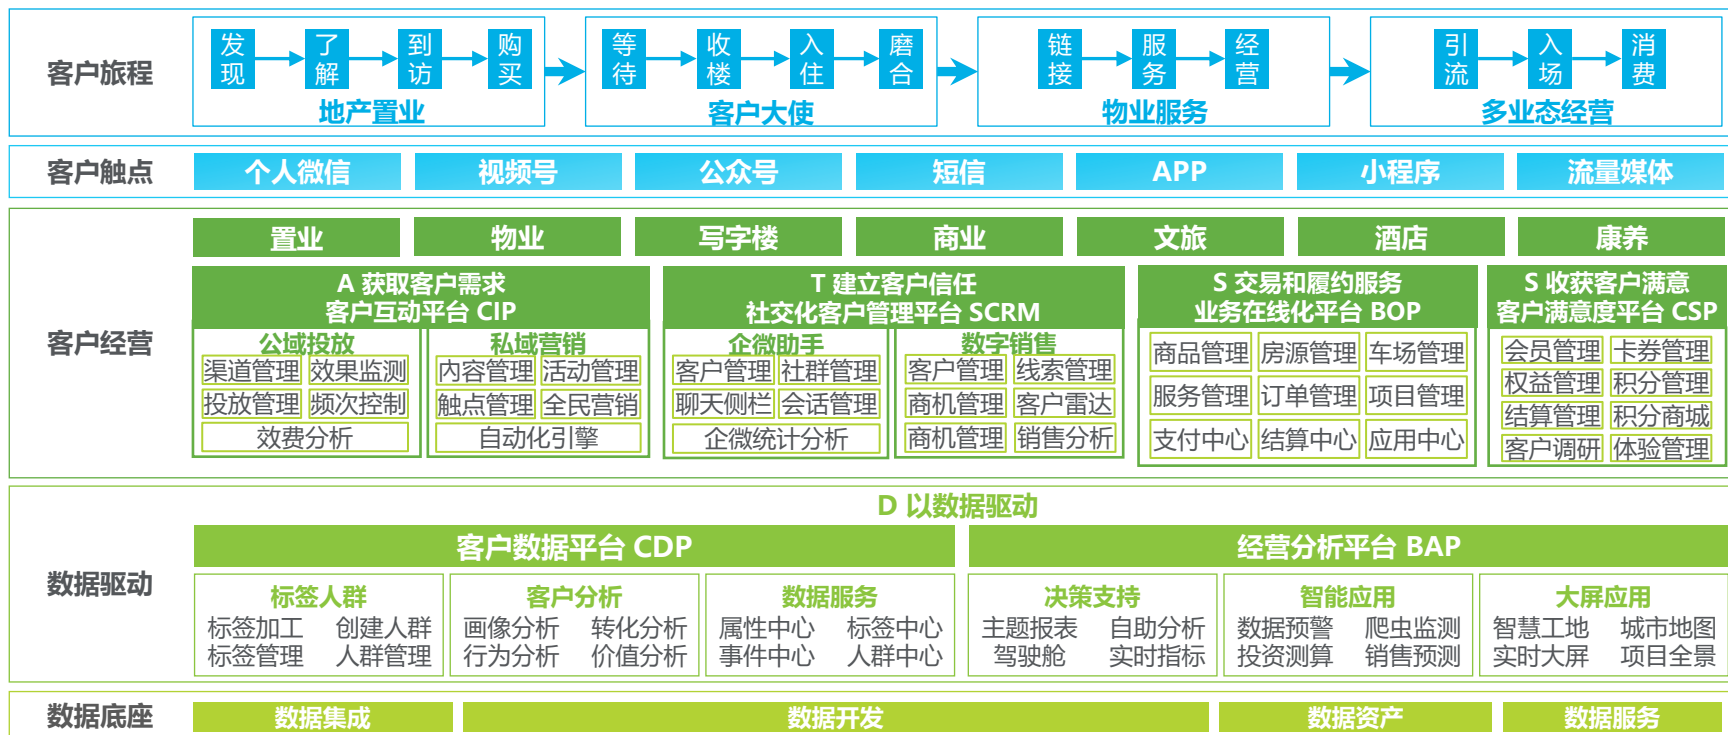 客户旅程
发现 了解 到访 购买
地产置业
等待 收楼 入住 磨合
客户大使
链接 服务 经营
物业服务
引流 入场 消费
多业态经营
客户触点
个人微信 视频号 公众号 短信 APP 小程序 流量媒体
客户经营
置业 物业 写字楼 商业 文旅 酒店 康养
A 获取客户需求
客户互动平台 CIP
公域投放
渠道管理 效果监测
投放管理 频次控制
效费分析
私域营销
内容管理 活动管理
触点管理 全民营销
自动化引擎
T 建立客户信任
社交化客户管理平台 SCRM
企微助手
客户管理 社群管理
聊天侧栏 会话管理
企微统计分析
数字销售
客户管理 线索管理
商机管理 客户雷达
商机管理 销售分析
S 交易和履约服务
业务在线化平台 BOP
商品管理 房源管理 车场管理
服务管理 订单管理 项目管理
支付中心 结算中心 应用中心
S 收获客户满意
客户满意度平台 CSP
会员管理 卡券管理
权益管理 积分管理
结算管理 积分商城
客户调研 体验管理
数据驱动
D 以数据驱动
客户数据平台 CDP
标签人群
标签加工 创建人群
标签管理 人群管理
客户分析
画像分析 转化分析
行为分析 价值分析
数据服务
属性中心 标签中心
事件中心 人群中心
经营分析平台 BAP
决策支持
主题报表 自助分析
驾驶舱 实时指标
智能应用
数据预警 爬虫监测
投资测算 销售预测
大屏应用
智慧工地 城市地图
实时大屏 项目全景
数据底座
数据集成 数据开发 数据资产 数据服务